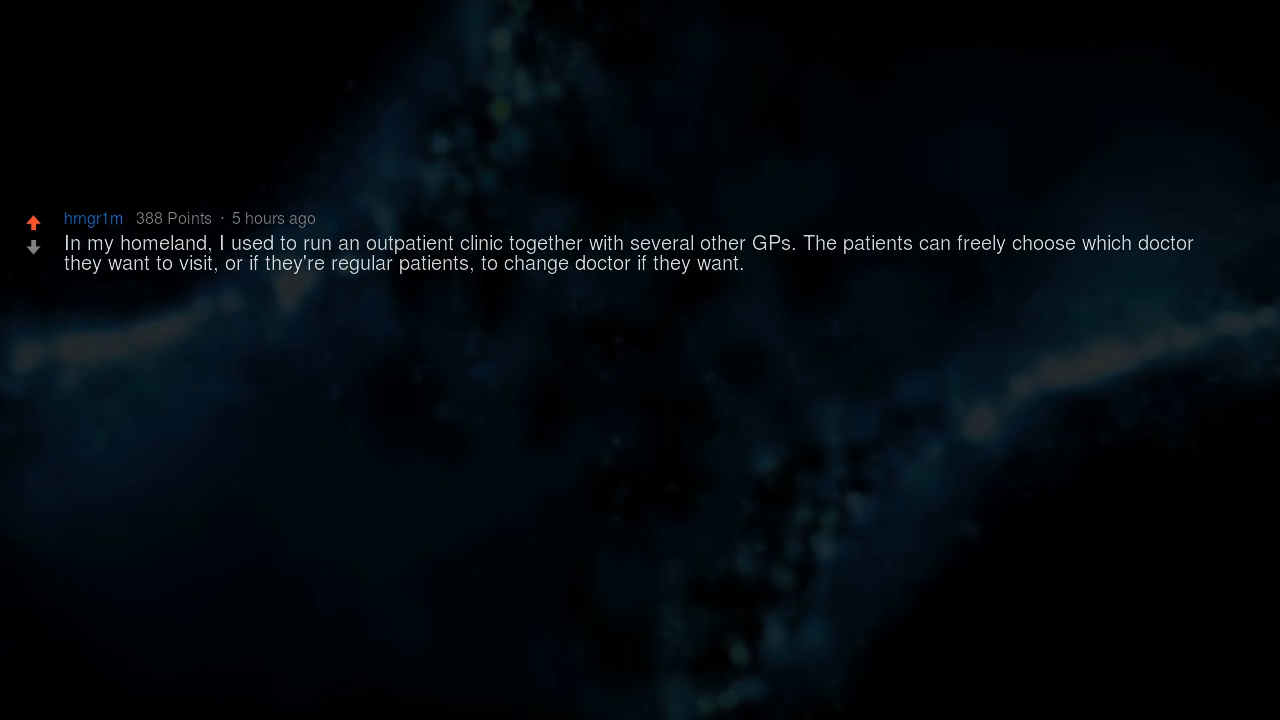 hrngr1m 388 Points · 5 hours ago
In my homeland, I used to run an outpatient clinic together with several other GPs. The patients can freely choose which doctor
they want to visit, or if they're regular patients, to change doctor if they want.